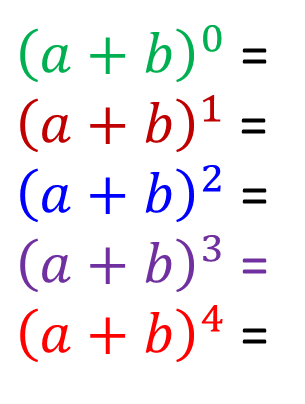 (a + b)⁰ =
(a + b)¹ =
(a + b)² =
(a + b)³ =
(a + b)⁴ =